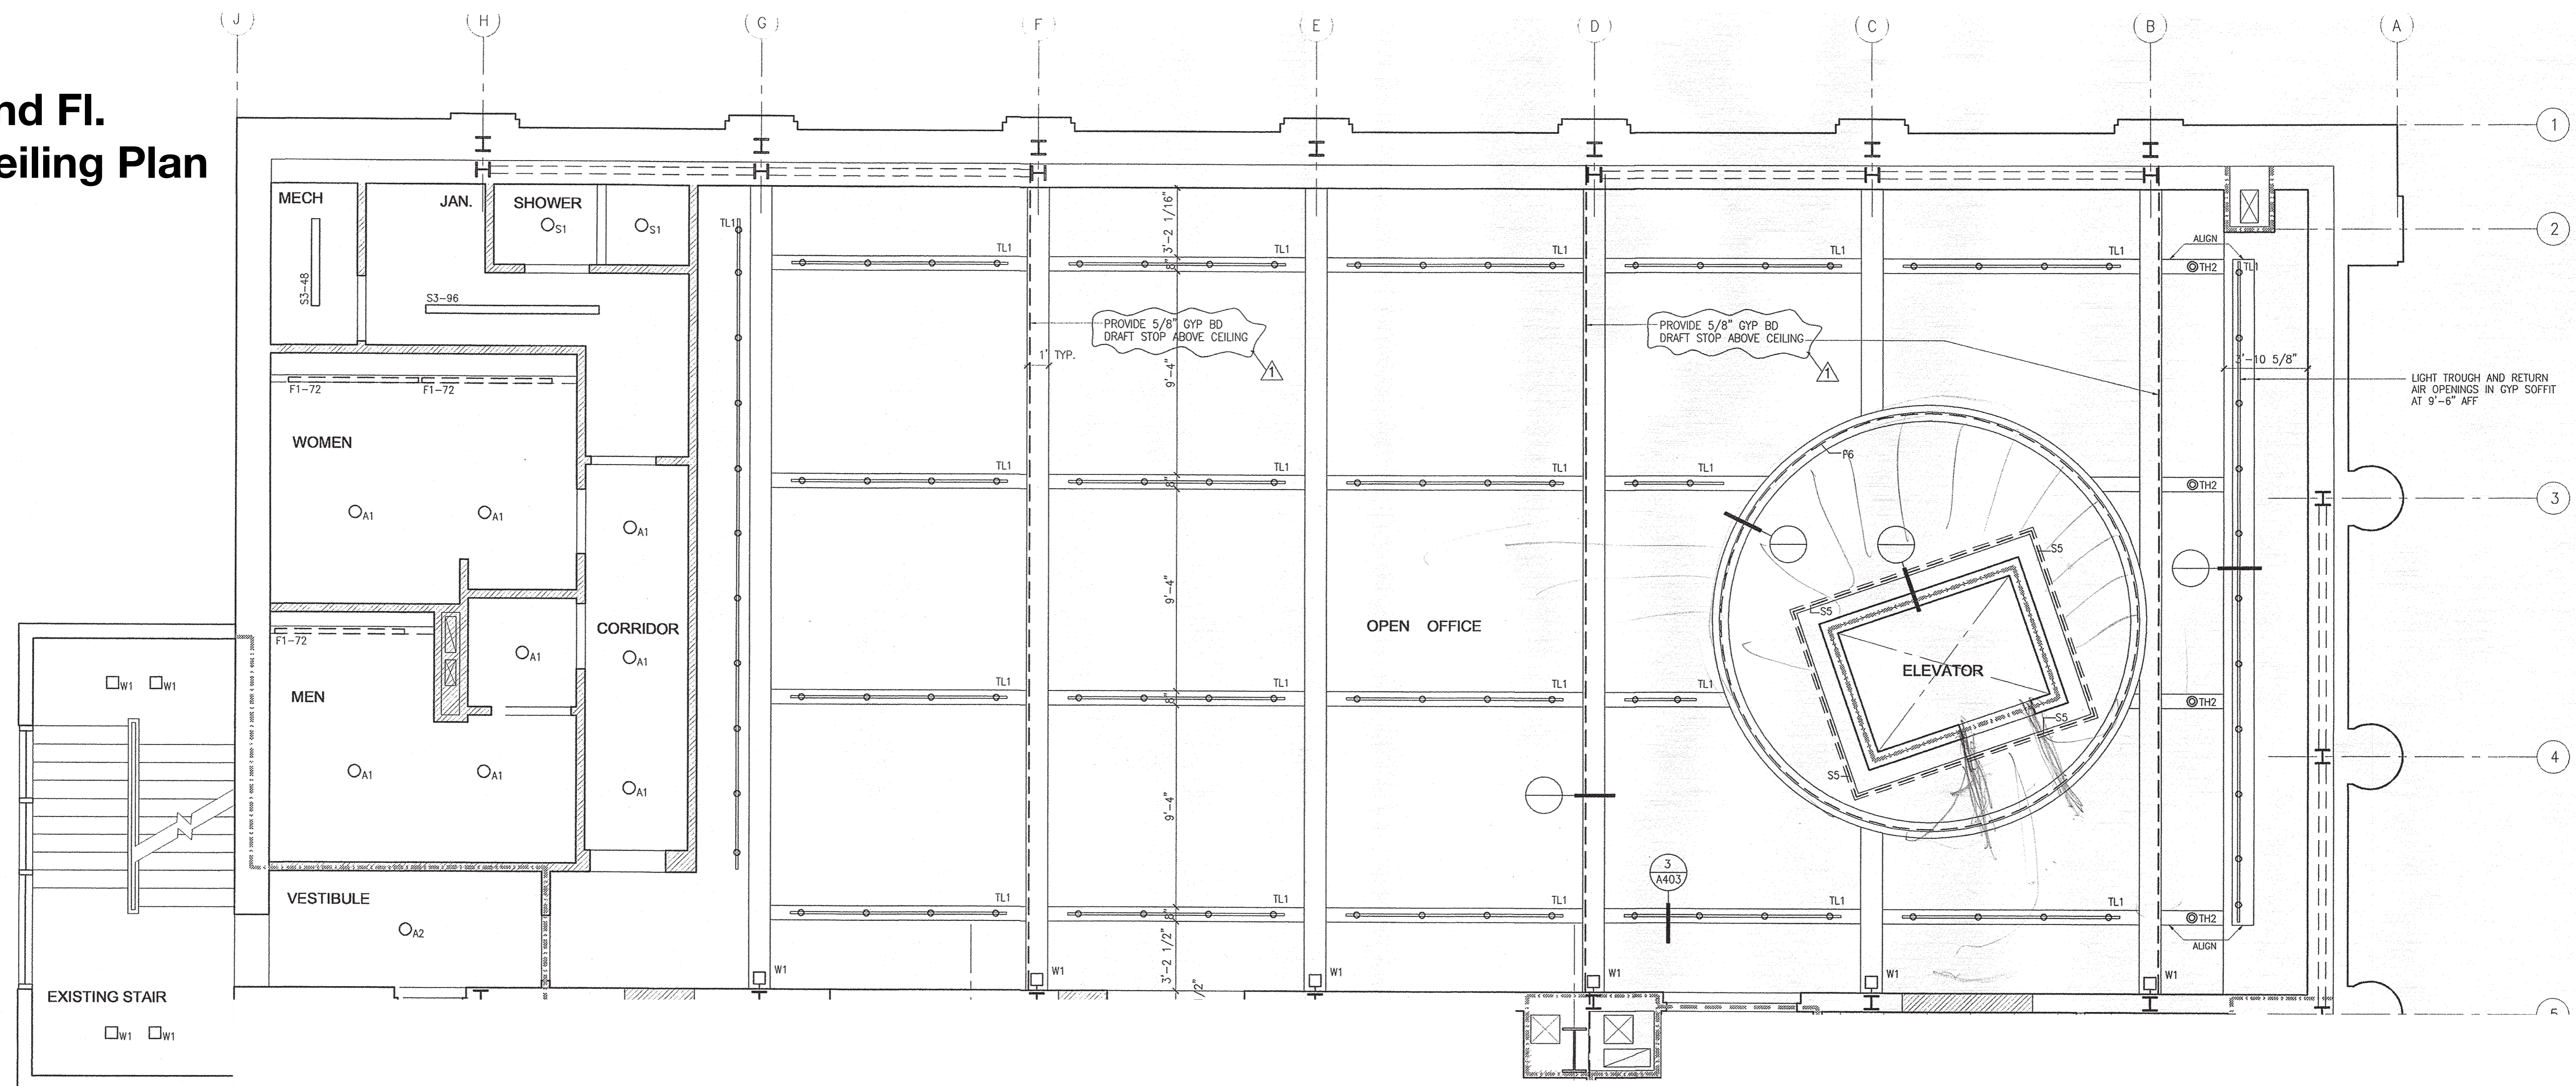 J
H
G
F
E
D
C
B
A
nd Fl.
eiling Plan
1
2
3
4
5
MECH
JAN.
SHOWER
S1
S1
S3-48
S3-96
F1-72
F1-72
WOMEN
A1
A1
A1
CORRIDOR
A1
A1
A1
F1-72
MEN
A1
A1
W1
W1
VESTIBULE
A2
EXISTING STAIR
W1
W1
TL1
TL1
TL1
TL1
TL1
TL1
TH2
TL1
ALIGN
3'-2 1/16"
8"
PROVIDE 5/8" GYP BD
DRAFT STOP ABOVE CEILING
1
1' TYP.
9'-4"
PROVIDE 5/8" GYP BD
DRAFT STOP ABOVE CEILING
1
3'-10 5/8"
LIGHT TROUGH AND RETURN
AIR OPENINGS IN GYP SOFFIT
AT 9'-6" AFF
TL1
TL1
TL1
TL1
TH2
8"
F6
9'-4"
OPEN OFFICE
S5
S5
ELEVATOR
S5
S5
TL1
TL1
TL1
TL1
TH2
8"
9'-4"
3
A403
TL1
TL1
TL1
TL1
TL1
TH2
ALIGN
8"
3'-2 1/2"
/2"
W1
W1
W1
W1
W1
W1